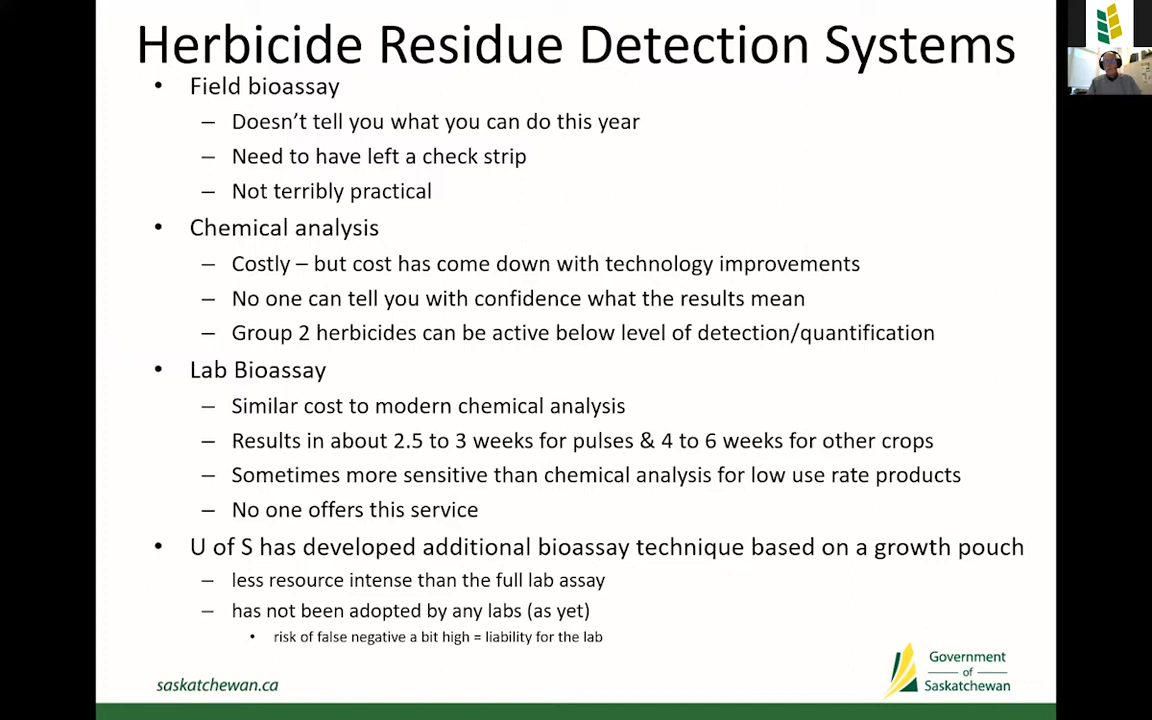 Herbicide Residue Detection Systems
• Field bioassay
– Doesn't tell you what you can do this year
– Need to have left a check strip
– Not terribly practical
• Chemical analysis
– Costly – but cost has come down with technology improvements
– No one can tell you with confidence what the results mean
– Group 2 herbicides can be active below level of detection/quantification
• Lab Bioassay
– Similar cost to modern chemical analysis
– Results in about 2.5 to 3 weeks for pulses & 4 to 6 weeks for other crops
– Sometimes more sensitive than chemical analysis for low use rate products
– No one offers this service
• U of S has developed additional bioassay technique based on a growth pouch
– less resource intense than the full lab assay
– has not been adopted by any labs (as yet)
• risk of false negative a bit high = liability for the lab
saskatchewan.ca
Government
of
Saskatchewan